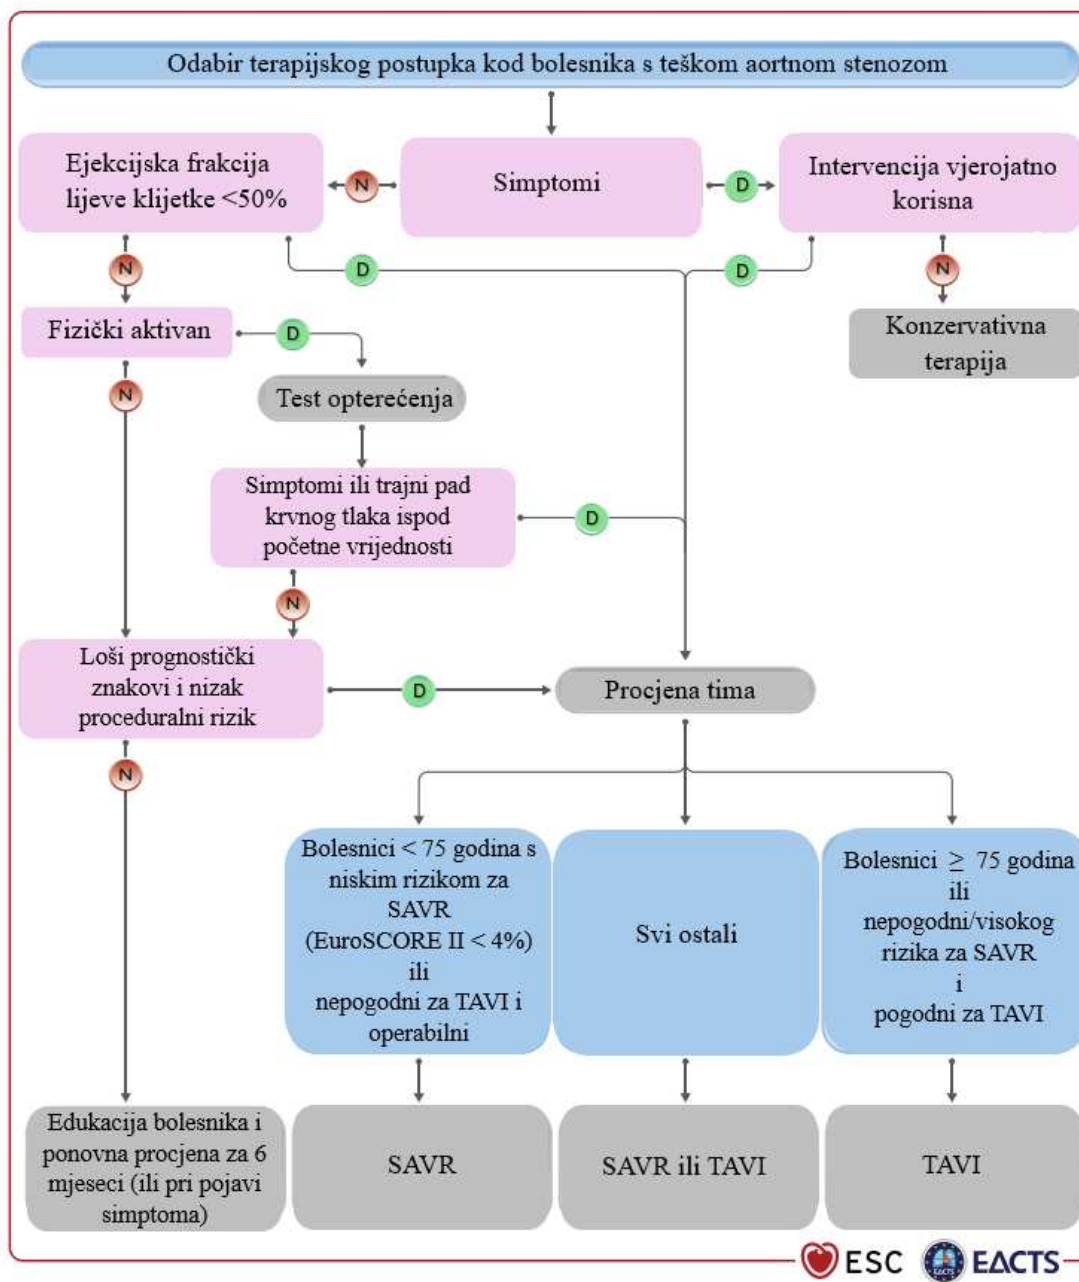 Odabir terapijskog postupka kod bolesnika s teškom aortnom stenozom
Ejekcijska frakcija
lijeve klijetke <50%
N
Simptomi
D
Intervencija vjerojatno
korisna
N
D
D
N
Fizički aktivan
D
Konzervativna
terapija
N
Test opterećenja
Simptomi ili trajni pad
krvnog tlaka ispod
početne vrijednosti
D
N
Loši prognostički
znakovi i nizak
proceduralni rizik
D
Procjena tima
N
Bolesnici < 75 godina s
niskim rizikom za
SAVR
(EuroSCORE II < 4%)
ili
nepogodni za TAVI i
operabilni
Svi ostali
Bolesnici ≥ 75 godina
ili
nepogodni/visokog
rizika za SAVR
i
pogodni za TAVI
Edukacija bolesnika i
ponovna procjena za 6
mjeseci (ili pri pojavi
simptoma)
SAVR
SAVR ili TAVI
TAVI
ESC
EACTS
EACTS